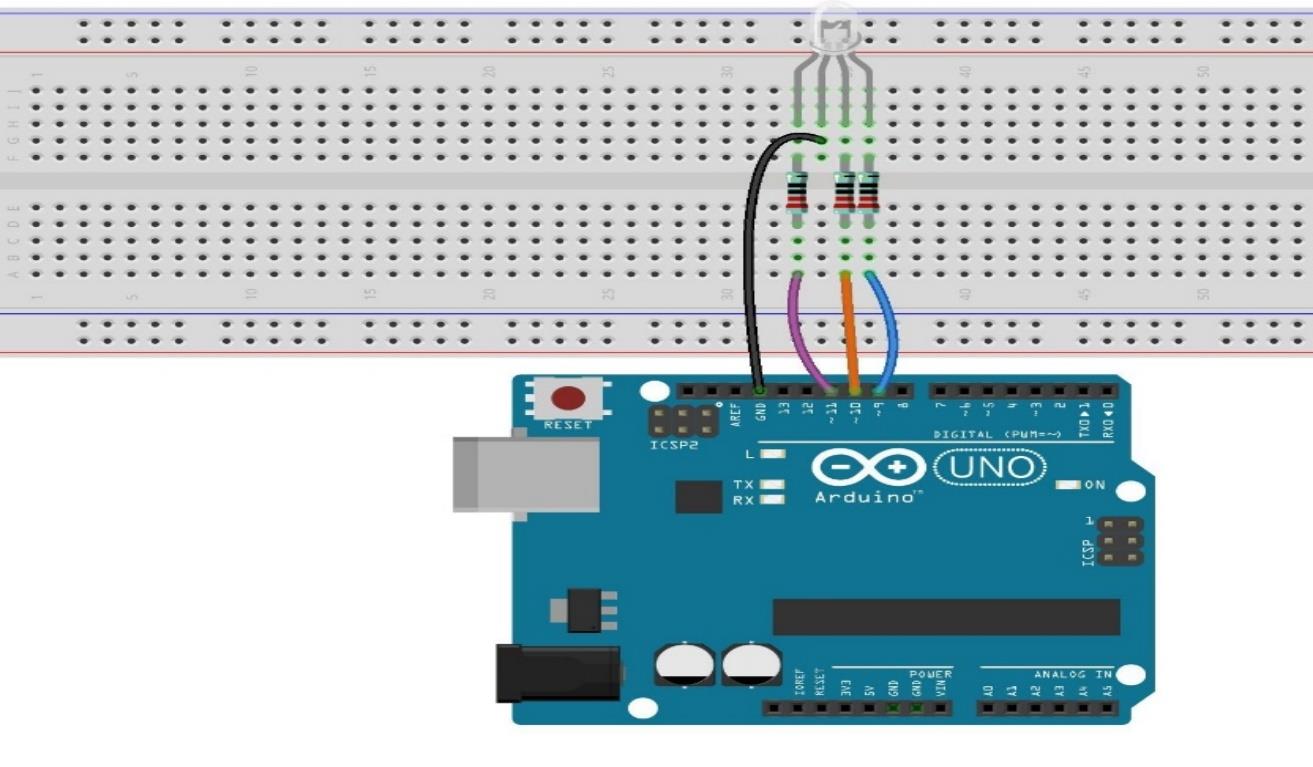 1 5 10 15 20 25 30 40 45 50
J
I
H
G
F
E
D
C
B
A
1 5 10 15 20 25 30 40 45 50
RESET
ICSP2
AREF
GND
13
12
~11
~10
~9
8
7
~6
~5
4
~3
2
TX0▶1
RX0◀0
DIGITAL (PWM=~)
L
TX
RX
UNO
Arduino™
ON
1
ICSP
IOREF
RESET
3V3
5V
GND
GND
VIN
POWER
A0
A1
A2
A3
A4
A5
ANALOG IN